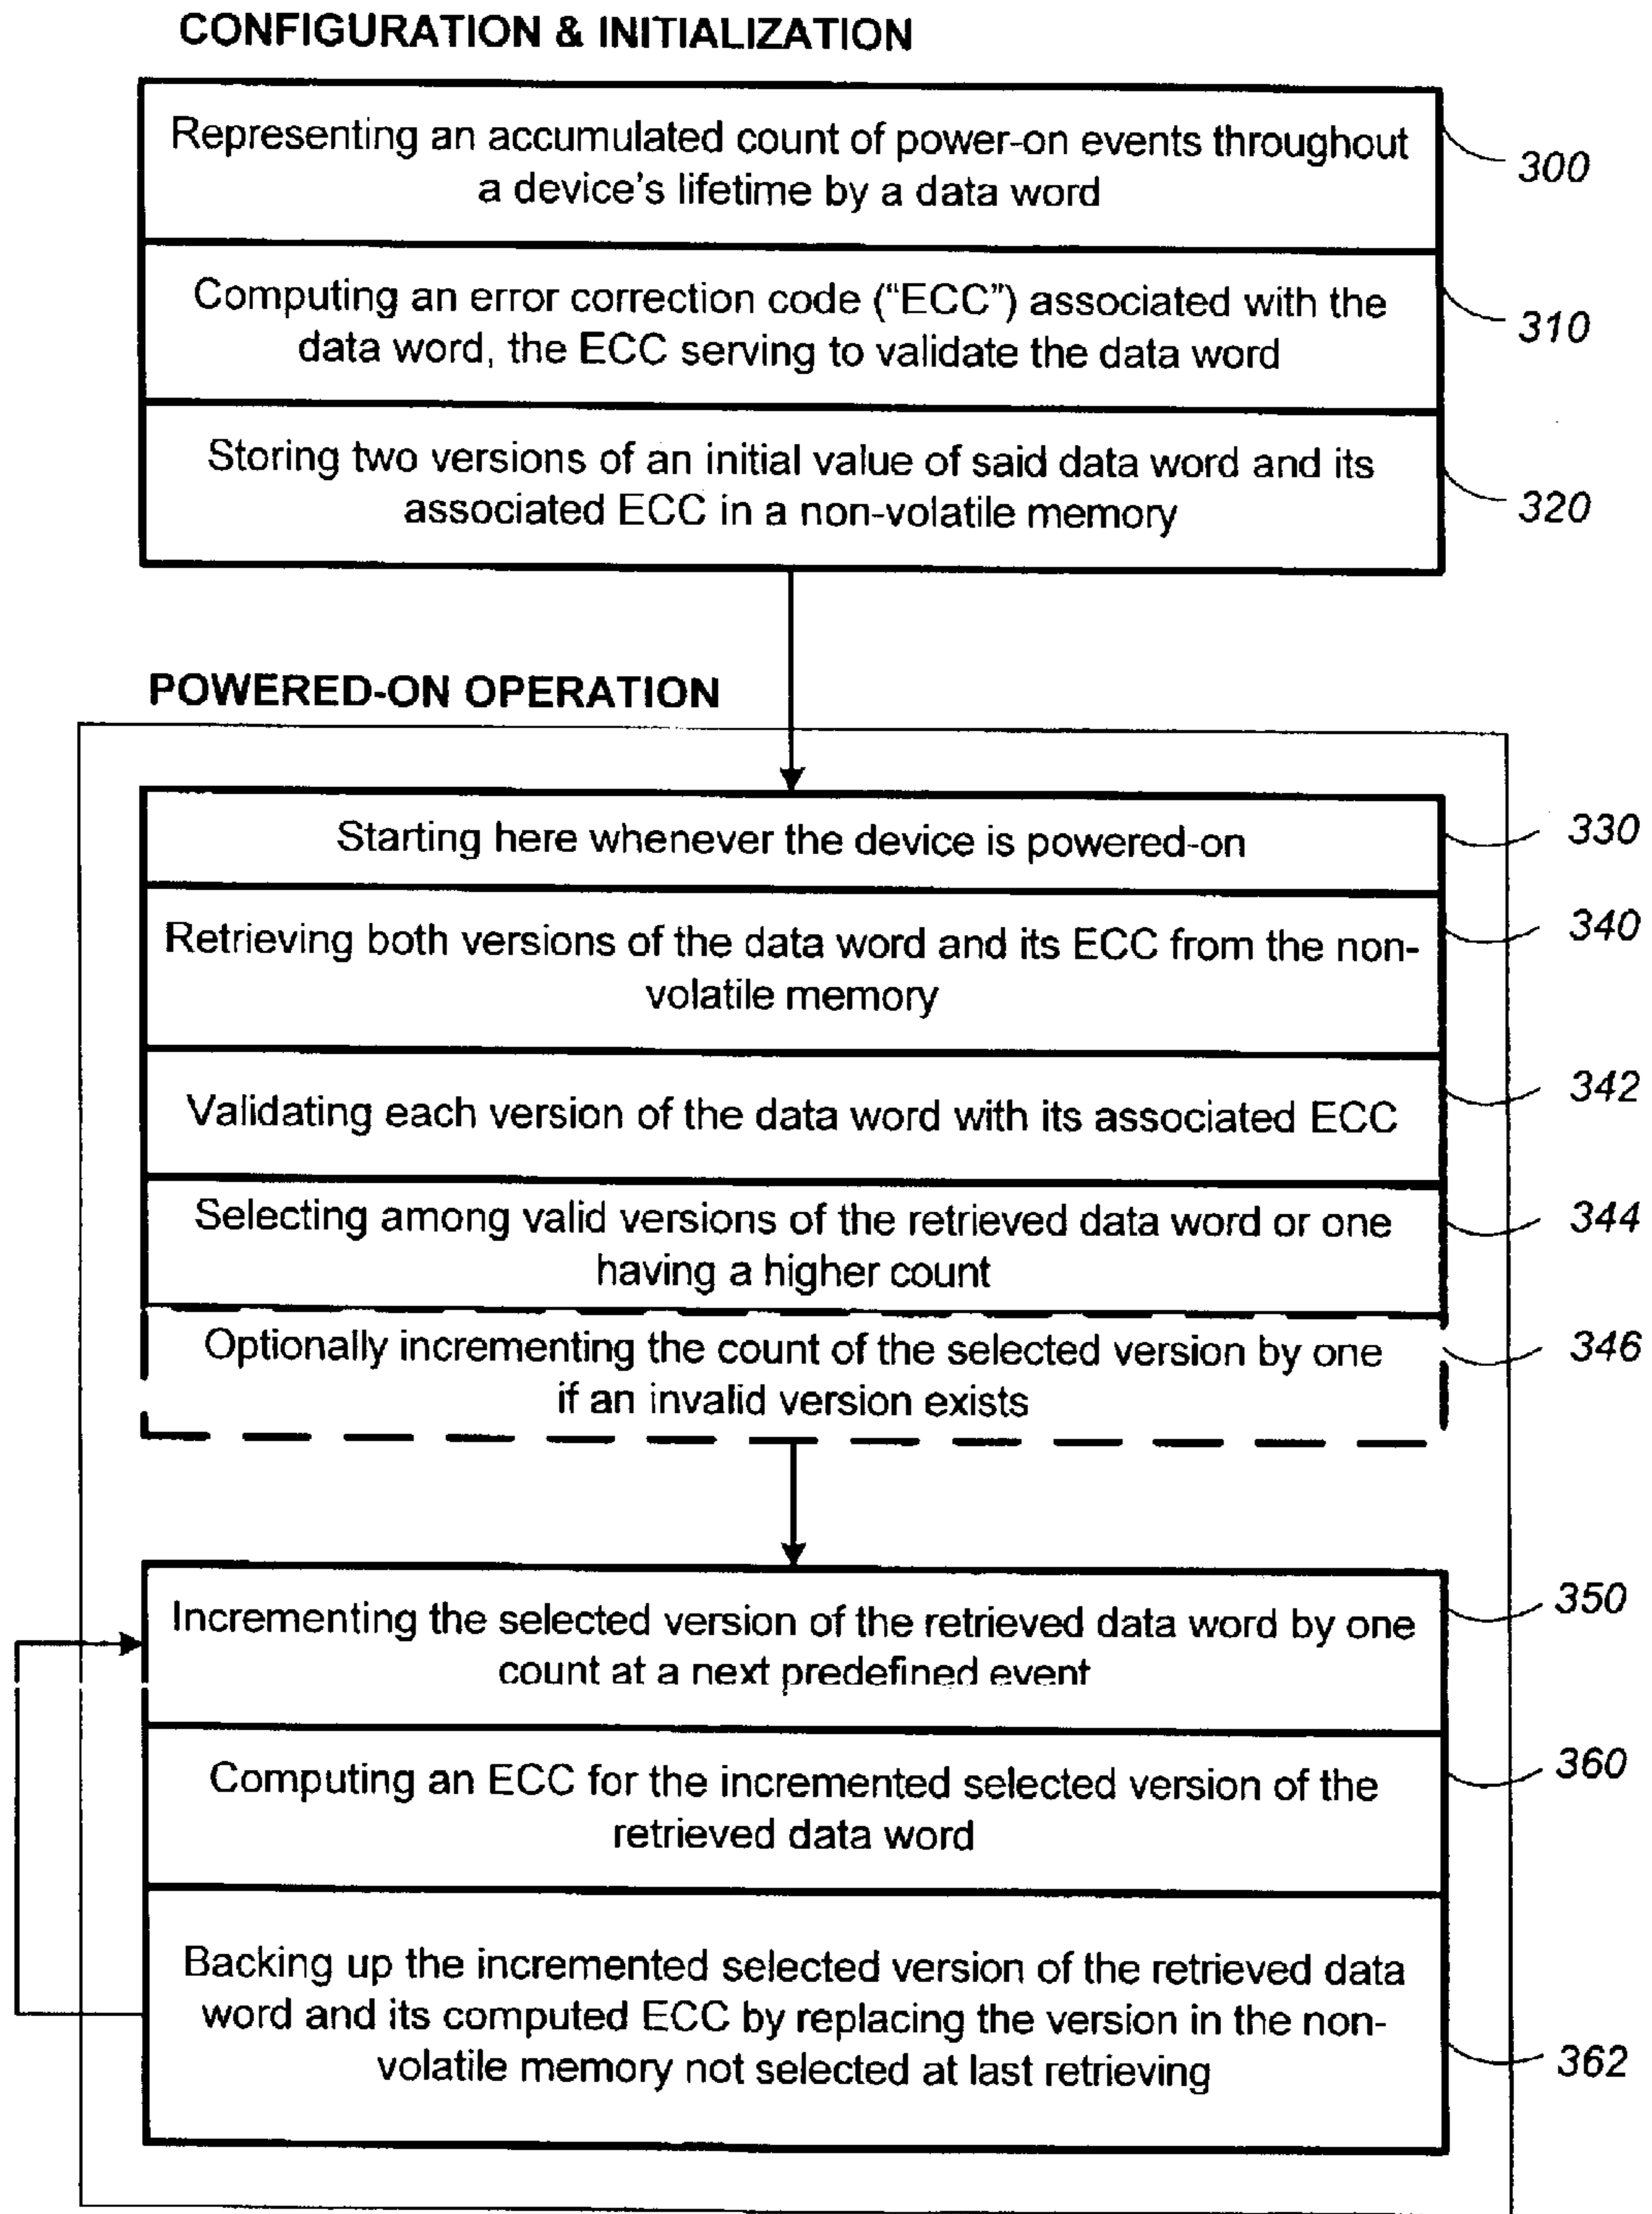 CONFIGURATION & INITIALIZATION
Representing an accumulated count of power-on events throughout
a device's lifetime by a data word
300
Computing an error correction code ("ECC") associated with the
data word, the ECC serving to validate the data word
310
Storing two versions of an initial value of said data word and its
associated ECC in a non-volatile memory
320
POWERED-ON OPERATION
Starting here whenever the device is powered-on
330
Retrieving both versions of the data word and its ECC from the non-
volatile memory
340
Validating each version of the data word with its associated ECC
342
Selecting among valid versions of the retrieved data word or one
having a higher count
344
Optionally incrementing the count of the selected version by one
if an invalid version exists
346
Incrementing the selected version of the retrieved data word by one
count at a next predefined event
350
Computing an ECC for the incremented selected version of the
retrieved data word
360
Backing up the incremented selected version of the retrieved data
word and its computed ECC by replacing the version in the non-
volatile memory not selected at last retrieving
362